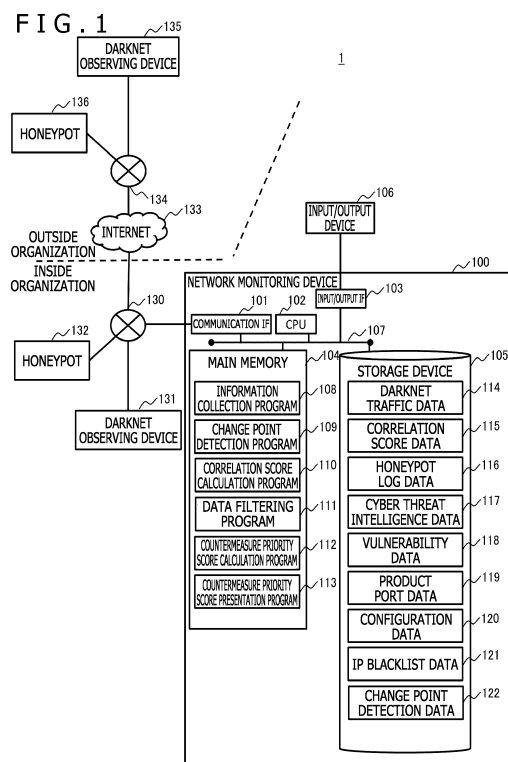 FIG. 1
135
DARKNET
OBSERVING DEVICE
1
136
HONEYPOT
134
133
INTERNET
OUTSIDE
ORGANIZATION
INSIDE
ORGANIZATION
106
INPUT/OUTPUT
DEVICE
100
NETWORK MONITORING DEVICE
130
101
COMMUNICATION IF
102
CPU
103
INPUT/OUTPUT IF
107
132
HONEYPOT
131
DARKNET
OBSERVING DEVICE
MAIN MEMORY
104
INFORMATION
COLLECTION PROGRAM
108
CHANGE POINT
DETECTION PROGRAM
109
CORRELATION SCORE
CALCULATION PROGRAM
110
DATA FILTERING
PROGRAM
111
COUNTERMEASURE PRIORITY
SCORE CALCULATION PROGRAM
112
COUNTERMEASURE PRIORITY
SCORE PRESENTATION PROGRAM
113
STORAGE DEVICE
105
DARKNET
TRAFFIC DATA
114
CORRELATION
SCORE DATA
115
HONEYPOT
LOG DATA
116
CYBER THREAT
INTELLIGENCE DATA
117
VULNERABILITY
DATA
118
PRODUCT
PORT DATA
119
CONFIGURATION
DATA
120
IP BLACKLIST DATA
121
CHANGE POINT
DETECTION DATA
122